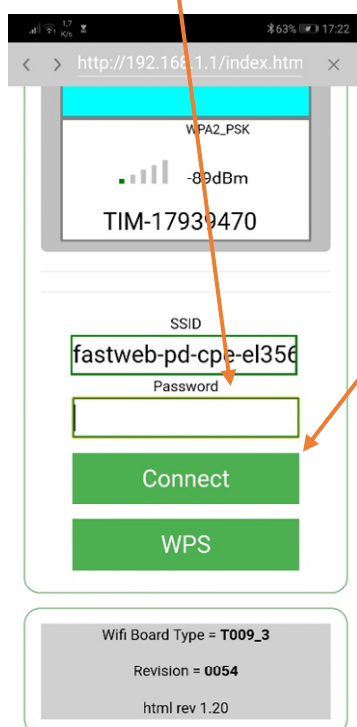 1,7
K/s
63% 17:22
http://192.168.1.1/index.htm
WPA2_PSK
-89dBm
TIM-17939470
SSID
fastweb-pd-cpe-el356
Password
Connect
WPS
Wifi Board Type = T009_3
Revision = 0054
html rev 1.20